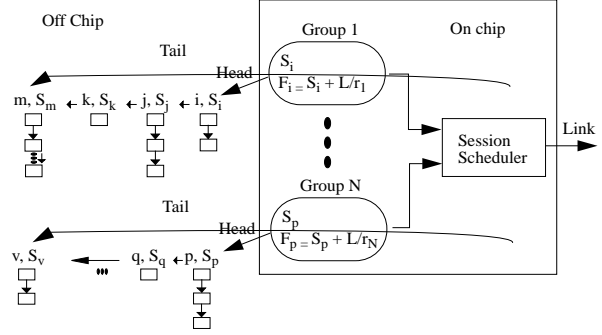 Off Chip
Group 1
On chip
Tail
S_i
Head
F_i = S_i + L/r_1
m, S_m
k, S_k
j, S_j
i, S_i
Session
Scheduler
Link
Group N
Tail
S_p
Head
F_p = S_p + L/r_N
v, S_v
q, S_q
p, S_p